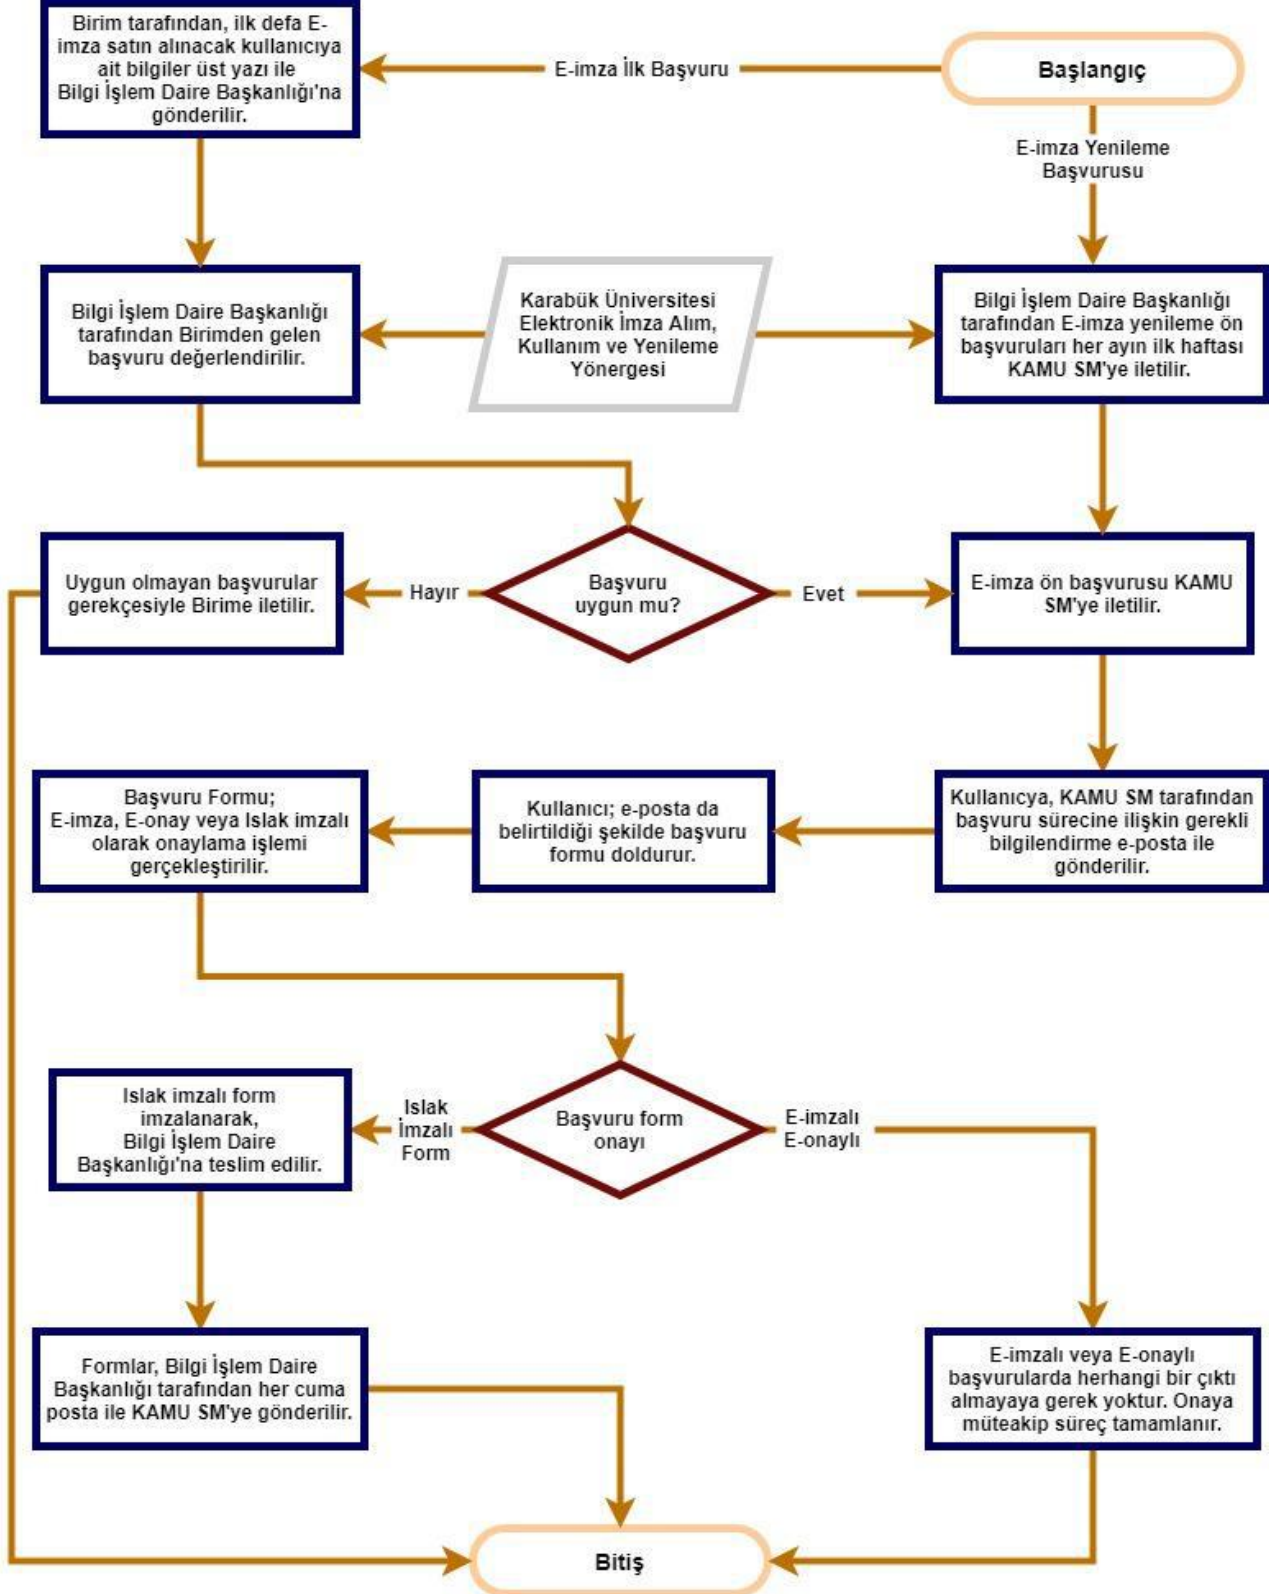 Birim tarafından, ilk defa E-
imza satın alınacak kullanıcıya
ait bilgiler üst yazı ile
Bilgi İşlem Daire Başkanlığı'na
gönderilir.
E-imza İlk Başvuru
Başlangıç
E-imza Yenileme
Başvurusu
Bilgi İşlem Daire Başkanlığı
tarafından Birimden gelen
başvuru değerlendirilir.
Karabük Üniversitesi
Elektronik İmza Alım,
Kullanım ve Yenileme
Yönergesi
Bilgi İşlem Daire Başkanlığı
tarafından E-imza yenileme ön
başvuruları her ayın ilk haftası
KAMU SM'ye iletilir.
Uygun olmayan başvurular
gerekçesiyle Birime iletilir.
Hayır
Başvuru
uygun mu?
Evet
E-imza ön başvurusu KAMU
SM'ye iletilir.
Başvuru Formu;
E-imza, E-onay veya Islak imzalı
olarak onaylama işlemi
gerçekleştirilir.
Kullanıcı; e-posta da
belirtildiği şekilde başvuru
formu doldurur.
Kullanıcya, KAMU SM tarafından
başvuru sürecine ilişkin gerekli
bilgilendirme e-posta ile
gönderilir.
Islak imzalı form
imzalanarak,
Bilgi İşlem Daire
Başkanlığı'na teslim edilir.
Islak
İmzalı
Form
Başvuru form
onayı
E-imzalı
E-onaylı
Formlar, Bilgi İşlem Daire
Başkanlığı tarafından her cuma
posta ile KAMU SM'ye gönderilir.
E-imzalı veya E-onaylı
başvurularda herhangi bir çıktı
almayaya gerek yoktur. Onaya
müteakip süreç tamamlanır.
Bitiş